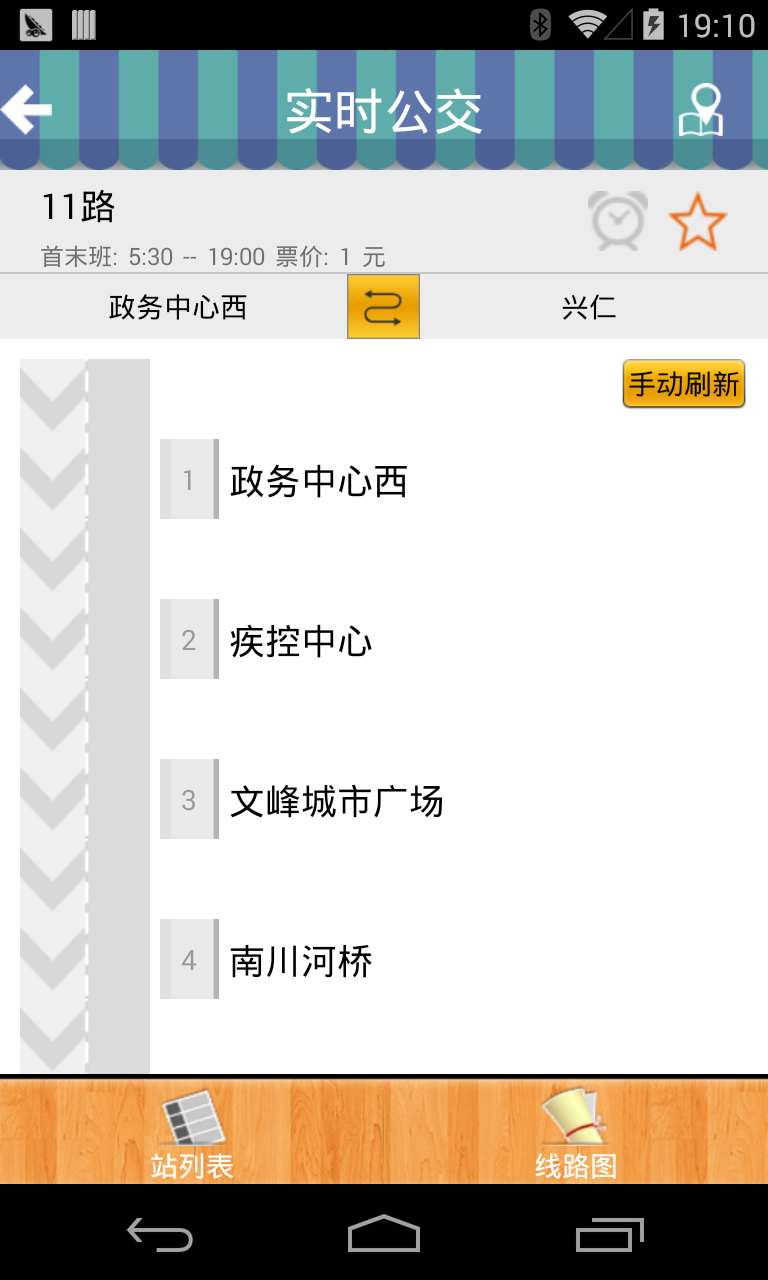 19:10
实时公交
11路
首末班: 5:30 -- 19:00 票价: 1 元
政务中心西 兴仁
手动刷新
1 政务中心西
2 疾控中心
3 文峰城市广场
4 南川河桥
站列表 线路图